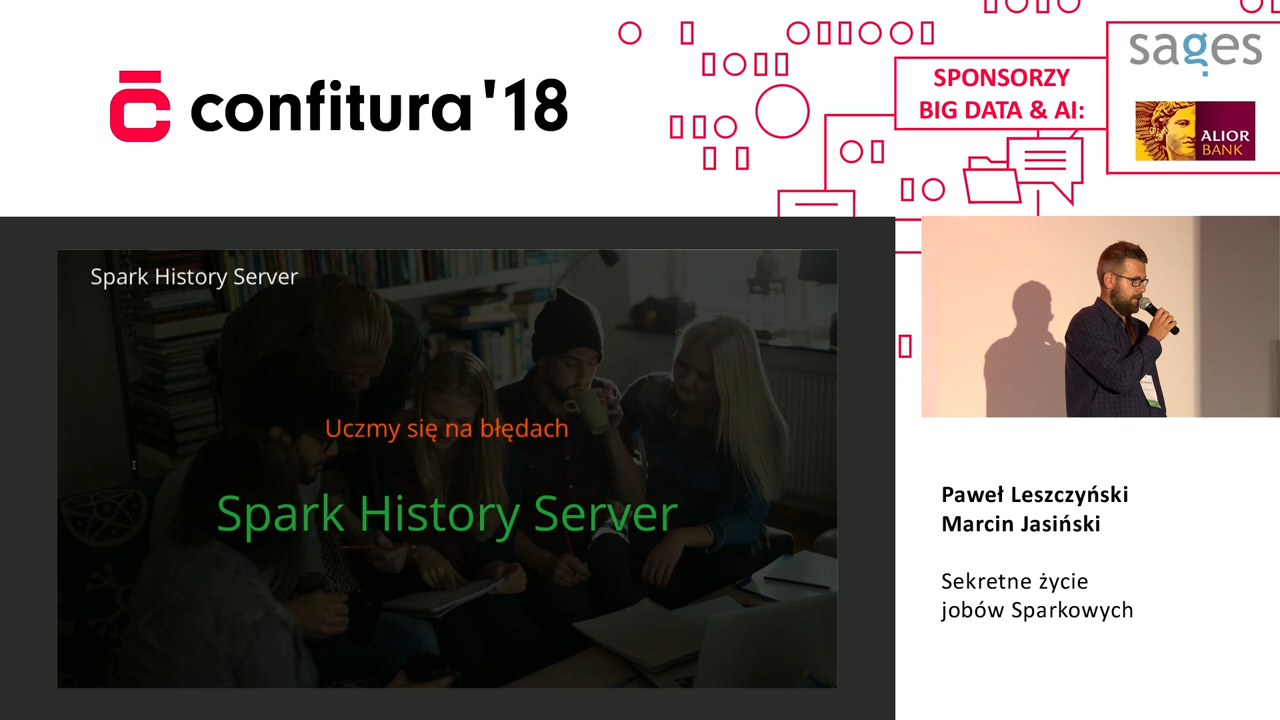 confitura '18
SPONSORZY
BIG DATA & AI:
sages
ALIOR
BANK
Spark History Server
Uczmy się na błędach
Spark History Server
Paweł Leszczyński
Marcin Jasiński
Sekretne życie
jobów Sparkowych